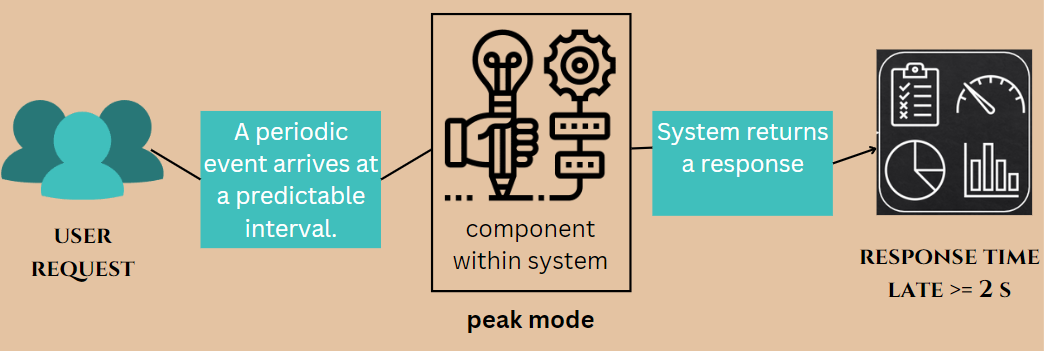 USER
REQUEST
A periodic
event arrives at
a predictable
interval.
component
within system
peak mode
System returns
a response
RESPONSE TIME
LATE >= 2 S